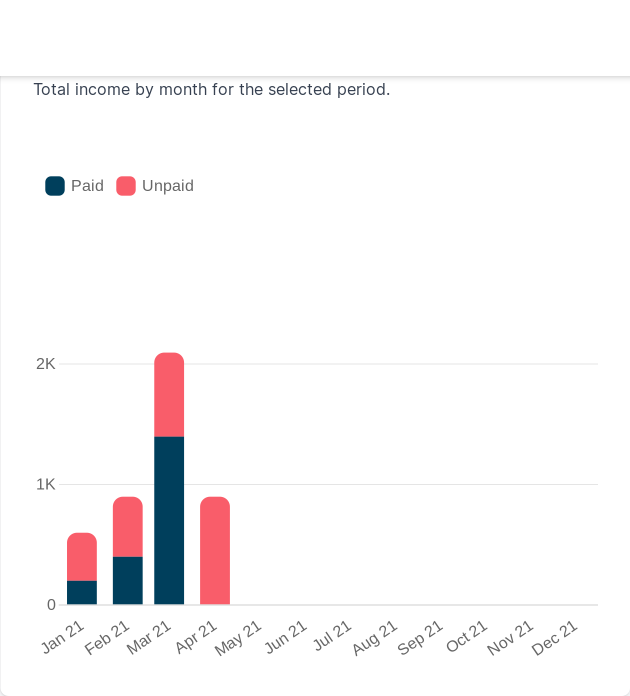 Total income by month for the selected period.
Paid Unpaid
2K
1K
0
Jan 21 Feb 21 Mar 21 Apr 21 May 21 Jun 21 Jul 21 Aug 21 Sep 21 Oct 21 Nov 21 Dec 21